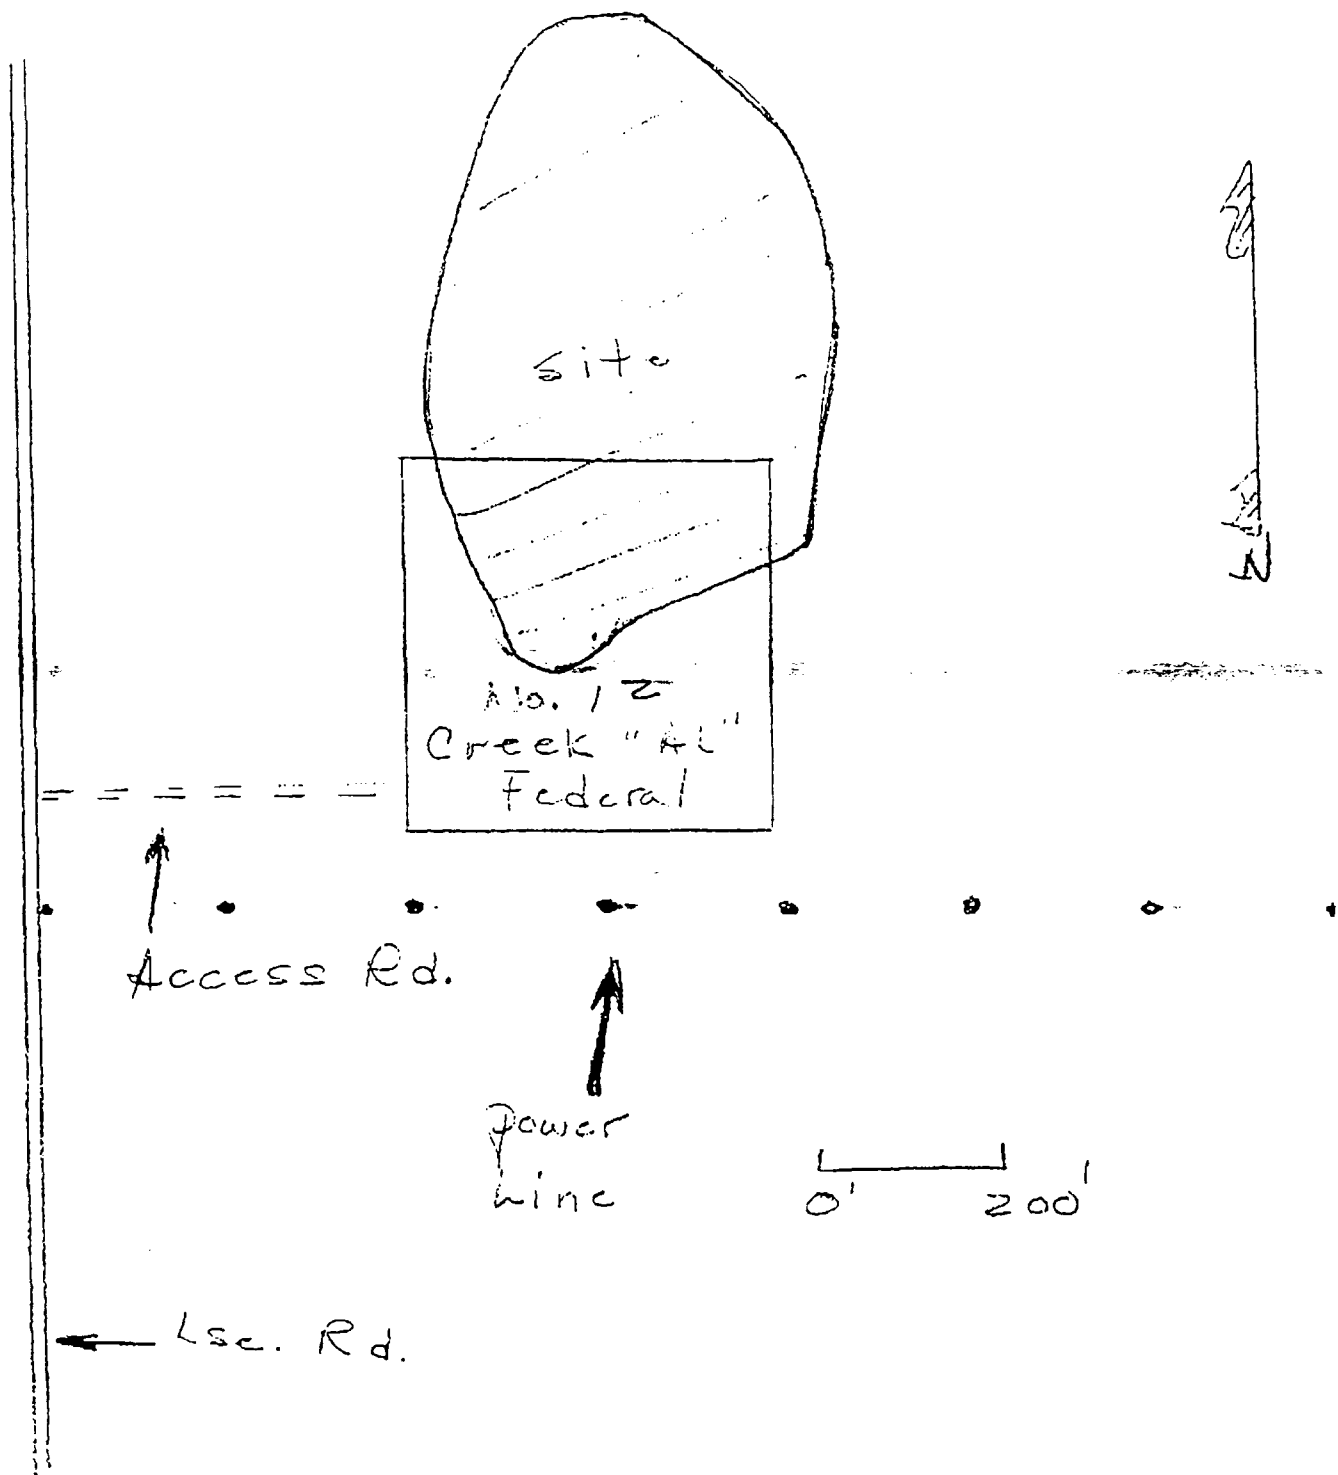 site
No. 12
Creek "AL"
Federal
Access Rd.
Power
Line
0' 200'
Lse. Rd.
N